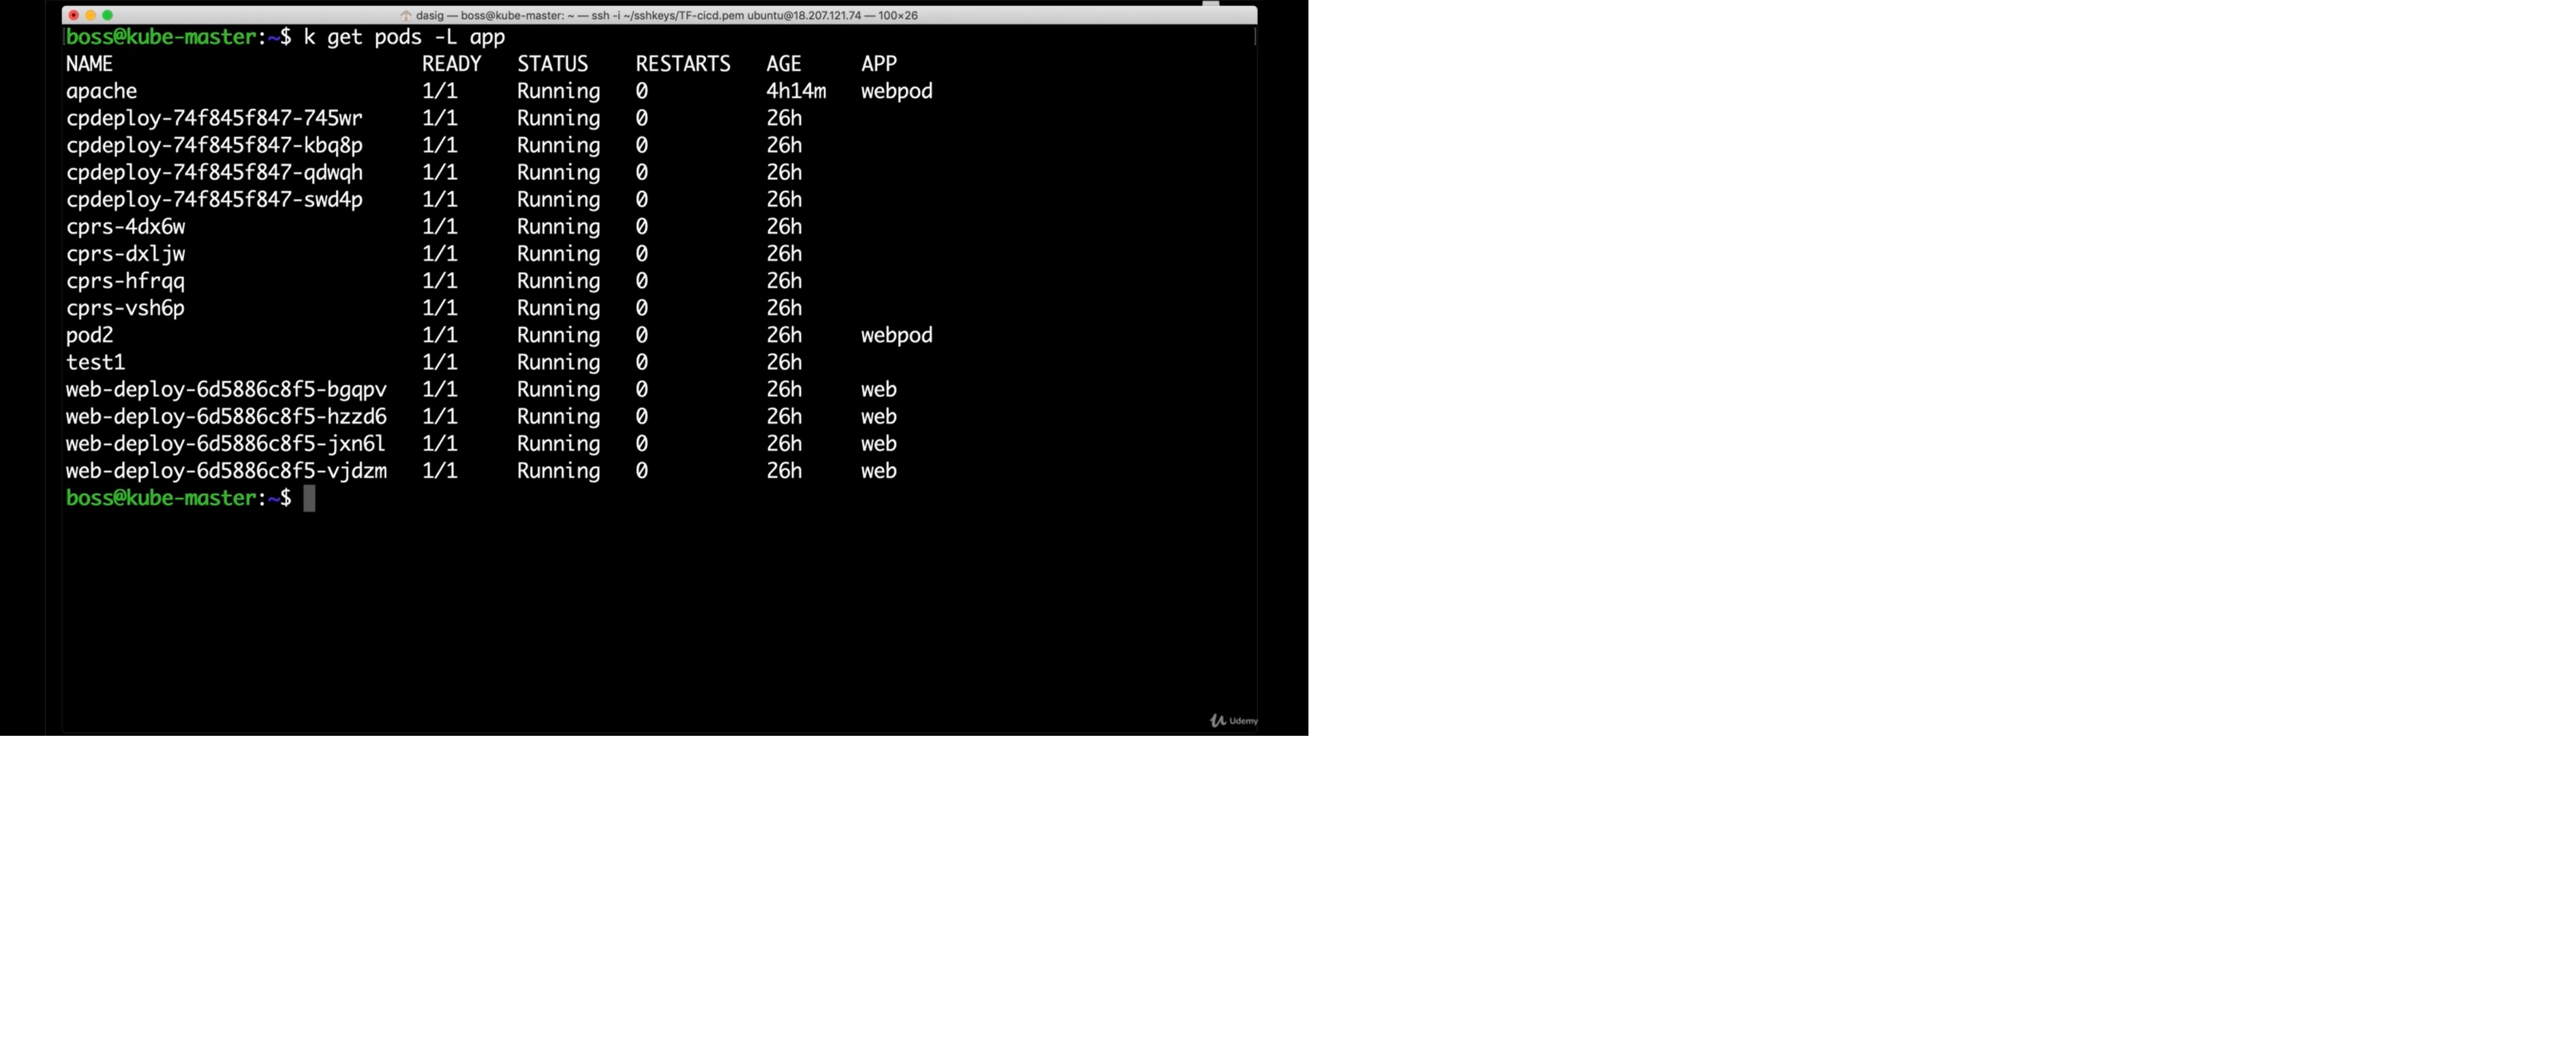 dasig — boss@kube-master: ~ — ssh -i ~/sshkeys/TF-cicd.pem ubuntu@18.207.121.74 — 100×26
boss@kube-master:~$ k get pods -L app
NAME READY STATUS RESTARTS AGE APP
apache 1/1 Running 0 4h14m webpod
cpdeploy-74f845f847-745wr 1/1 Running 0 26h
cpdeploy-74f845f847-kbq8p 1/1 Running 0 26h
cpdeploy-74f845f847-qdwqh 1/1 Running 0 26h
cpdeploy-74f845f847-swd4p 1/1 Running 0 26h
cprs-4dx6w 1/1 Running 0 26h
cprs-dxljw 1/1 Running 0 26h
cprs-hfrqq 1/1 Running 0 26h
cprs-vsh6p 1/1 Running 0 26h
pod2 1/1 Running 0 26h webpod
test1 1/1 Running 0 26h
web-deploy-6d5886c8f5-bgqpv 1/1 Running 0 26h web
web-deploy-6d5886c8f5-hzzd6 1/1 Running 0 26h web
web-deploy-6d5886c8f5-jxn6l 1/1 Running 0 26h web
web-deploy-6d5886c8f5-vjdzm 1/1 Running 0 26h web
boss@kube-master:~$
Udemy